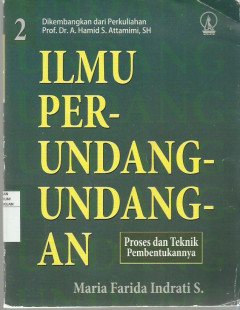 2
Dikembangkan dari Perkuliahan
Prof. Dr. A. Hamid S. Attamimi, SH
ILMU
PER-
UNDANG-
UNDANG-
AN
Proses dan Teknik
Pembentukannya
Maria Farida Indrati S.